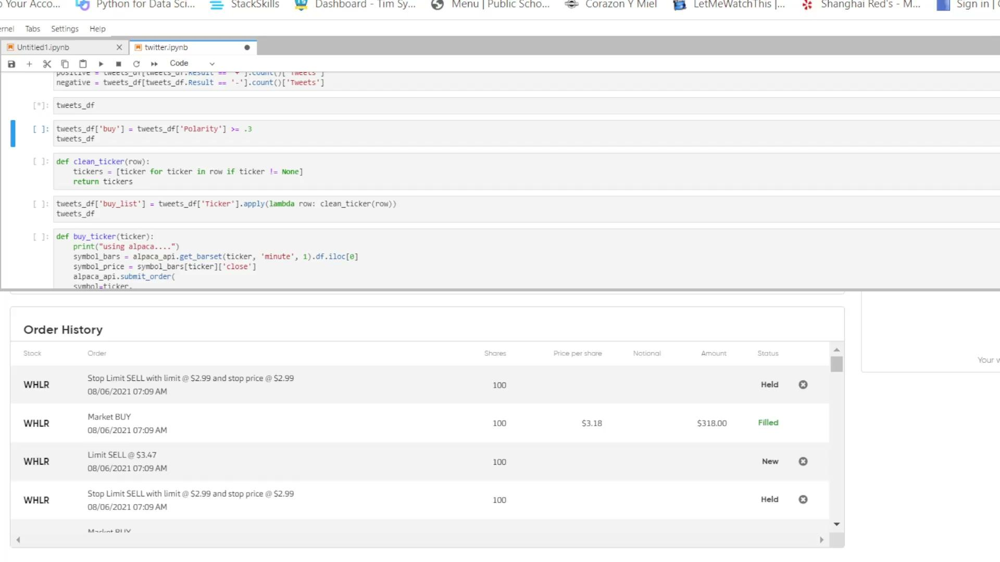 Your Acco...
Python for Data Sci...
StackSkills
Dashboard - Tim Sy...
Menu | Public Scho...
Corazon Y Miel
LetMeWatchThis |...
Shanghai Red's - M...
Sign in |
Tabs
Settings
Help
Untitled1.ipynb
twitter.ipynb
Code
positive = tweets_df[tweets_df.Result == '+'].count()['Tweets']
negative = tweets_df[tweets_df.Result == '-'].count()['Tweets']
[*]: tweets_df
[ ]: tweets_df['buy'] = tweets_df['Polarity'] >= .3
tweets_df
[ ]: def clean_ticker(row):
tickers = [ticker for ticker in row if ticker != None]
return tickers
[ ]: tweets_df['buy_list'] = tweets_df['Ticker'].apply(lambda row: clean_ticker(row))
tweets_df
[ ]: def buy_ticker(ticker):
print("using alpaca....")
symbol_bars = alpaca_api.get_barset(ticker, 'minute', 1).df.iloc[0]
symbol_price = symbol_bars[ticker]['close']
alpaca_api.submit_order(
symbol=ticker,
Order History
Stock Order Shares Price per share Notional Amount Status
WHLR
Stop Limit SELL with limit @ $2.99 and stop price @ $2.99
08/06/2021 07:09 AM
100
Held
WHLR
Market BUY
08/06/2021 07:09 AM
100
$3.18
$318.00
Filled
WHLR
Limit SELL @ $3.47
08/06/2021 07:09 AM
100
New
WHLR
Stop Limit SELL with limit @ $2.99 and stop price @ $2.99
08/06/2021 07:09 AM
100
Held
Market BUY
Your